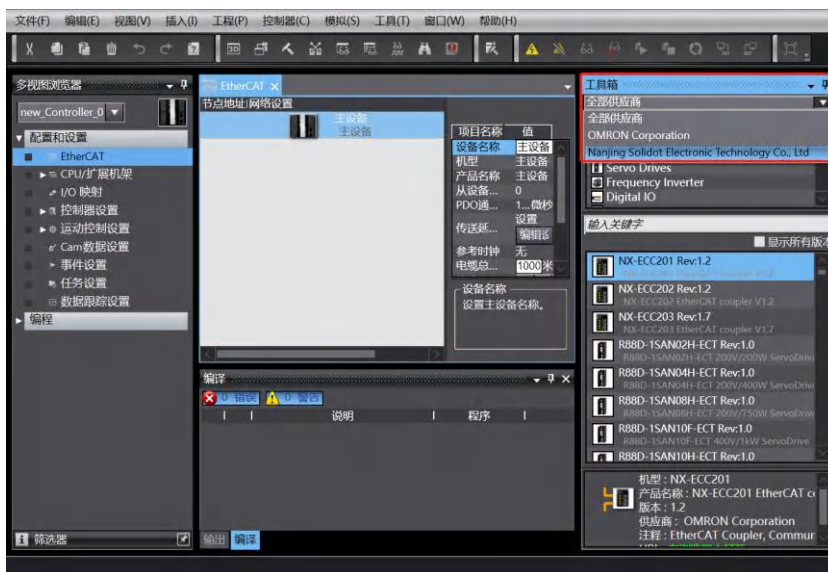 文件(F) 编辑(E) 视图(V) 插入(I) 工程(P) 控制器(C) 模拟(S) 工具(T) 窗口(W) 帮助(H)
多视图浏览器
new_Controller_0
配置和设置
EtherCAT
CPU/扩展机架
I/O 映射
控制器设置
运动控制设置
Cam数据设置
事件设置
任务设置
数据跟踪设置
编程
筛选器
EtherCAT
节点地址|网络设置
主设备
主设备
项目名称 值
设备名称 主设备
机型 主设备
产品名称 主设备
从设备... 0
PDO通... 1...微秒
传送延... 设置
编辑
参考时钟 无
电缆总... 1000 米
设备名称
设置主设备名称。
编译
0 错误 0 警告
说明 程序
输出 编译
工具箱
全部供应商
全部供应商
OMRON Corporation
Nanjing Solidot Electronic Technology Co., Ltd
Servo Drives
Frequency Inverter
Digital IO
输入关键字
显示所有版本
NX-ECC201 Rev:1.2
NX-ECC202 Rev:1.2
NX-ECC202 EtherCAT coupler V1.2
NX-ECC203 Rev:1.7
NX-ECC203 EtherCAT coupler V1.7
R88D-1SAN02H-ECT Rev:1.0
R88D-1SAN02H-ECT 200V/200W ServoDriv
R88D-1SAN04H-ECT Rev:1.0
R88D-1SAN04H-ECT 200V/400W ServoDriv
R88D-1SAN08H-ECT Rev:1.0
R88D-1SAN08H-ECT 200V/750W ServoDriv
R88D-1SAN10F-ECT Rev:1.0
R88D-1SAN10F-ECT 400V/1kW ServoDrive
R88D-1SAN10H-ECT Rev:1.0
机型 : NX-ECC201
产品名称 : NX-ECC201 EtherCAT co
版本 : 1.2
供应商 : OMRON Corporation
注释 : EtherCAT Coupler, Commur